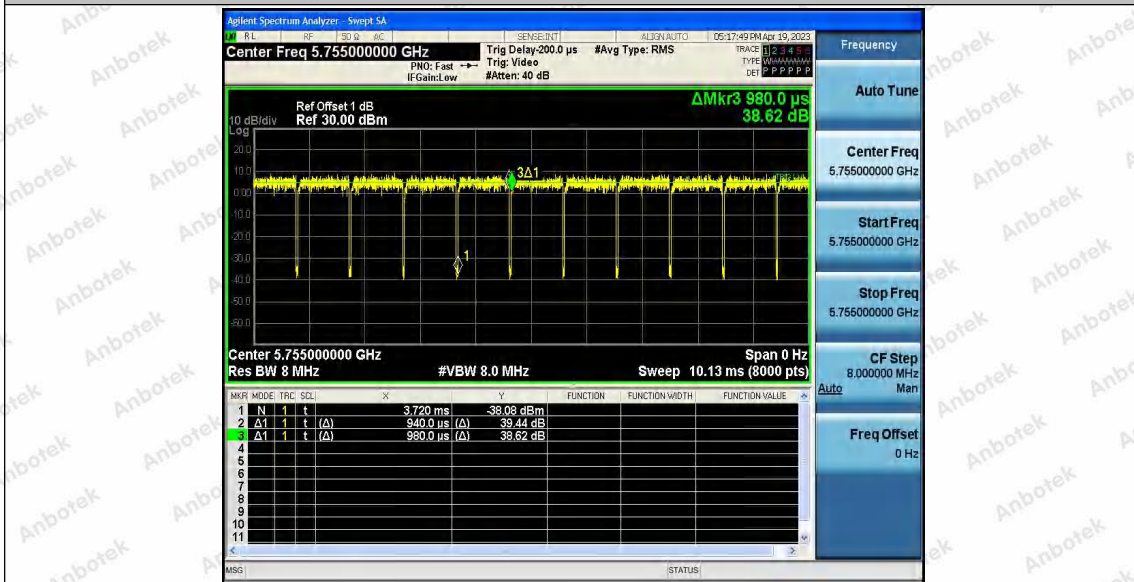 Agilent Spectrum Analyzer - Swept SA
RL RF 50 Ω AC SENSE:INT ALIGN AUTO 05:17:49 PM Apr 19, 2023
Center Freq 5.755000000 GHz
PNO: Fast
IFGain:Low
Trig Delay-200.0 µs
Trig: Video
#Atten: 40 dB
#Avg Type: RMS
TRACE 1 2 3 4 5 6
TYPE
DET P P P P P P
ΔMkr3 980.0 µs
38.62 dB
Ref Offset 1 dB
Ref 30.00 dBm
10 dB/div
Log
20.0
10.0
0.00
-10.0
-20.0
-30.0
-40.0
-50.0
-60.0
3Δ1
1
Center 5.755000000 GHz Span 0 Hz
Res BW 8 MHz #VBW 8.0 MHz Sweep 10.13 ms (8000 pts)
MKR MODE TRC SCL X Y FUNCTION FUNCTION WIDTH FUNCTION VALUE
1 N 1 t 3.720 ms -38.08 dBm
2 Δ1 1 t (Δ) 940.0 µs (Δ) 39.44 dB
3 Δ1 1 t (Δ) 980.0 µs (Δ) 38.62 dB
4
5
6
7
8
9
10
11
MSG STATUS
Frequency
Auto Tune
Center Freq
5.755000000 GHz
Start Freq
5.755000000 GHz
Stop Freq
5.755000000 GHz
CF Step
8.000000 MHz
Auto Man
Freq Offset
0 Hz
Anbotek